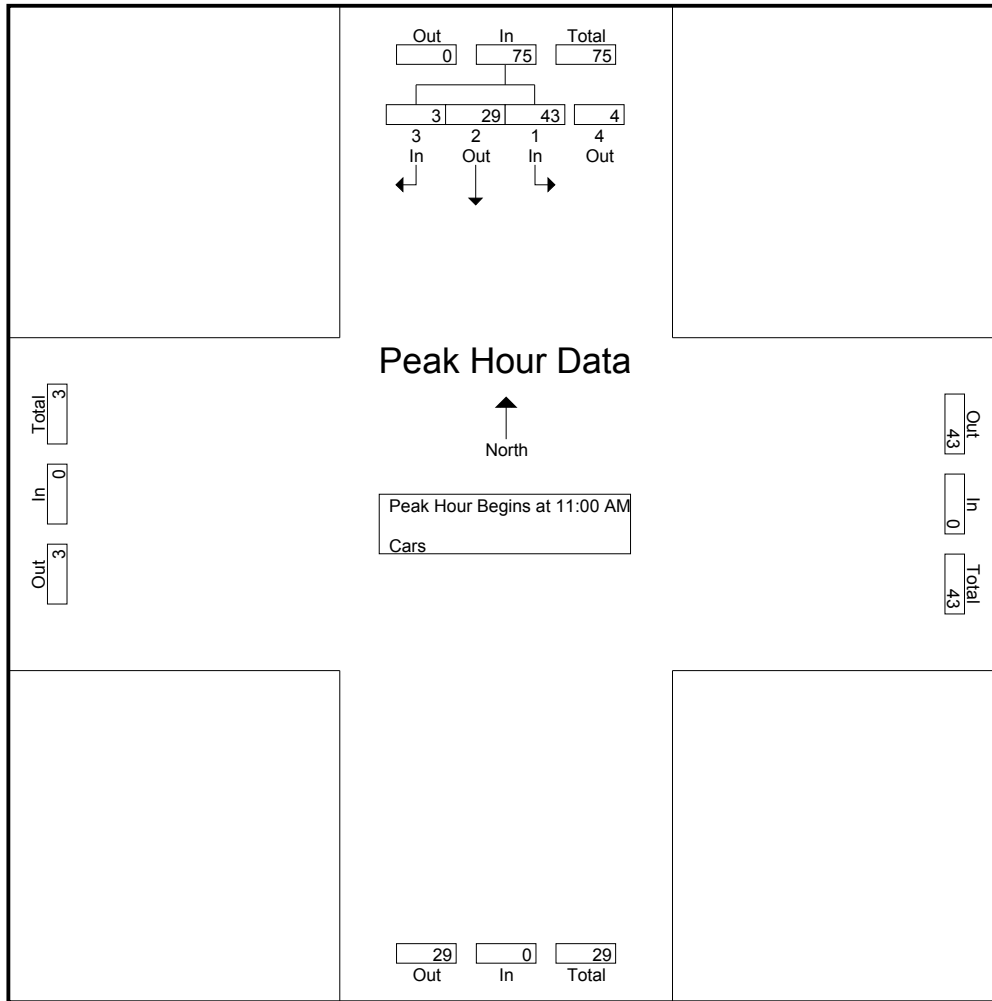 Out In Total
0 75 75
3 29 43 4
3 2 1 4
In Out In Out
Peak Hour Data
North
Peak Hour Begins at 11:00 AM
Cars
Total 3
In 0
Out 3
Out 43
In 0
Total 43
29 0 29
Out In Total